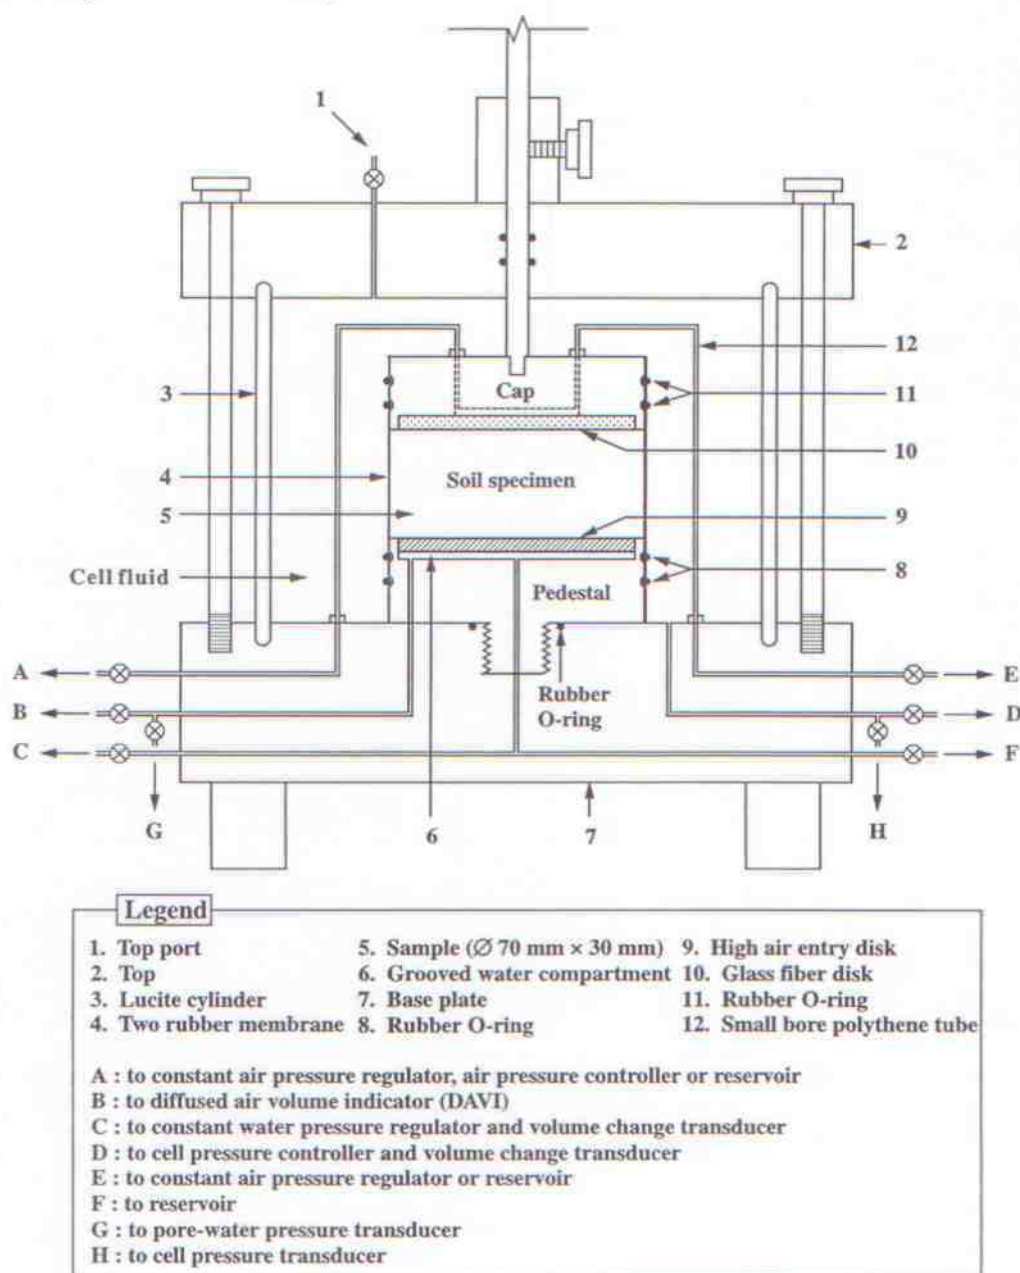 1
2
12
3
Cap
11
10
4
Soil specimen
5
9
Cell fluid
8
Pedestal
A
E
Rubber
O-ring
B
D
C
F
G
6
7
H
Legend
1. Top port
2. Top
3. Lucite cylinder
4. Two rubber membrane
5. Sample (Ø 70 mm × 30 mm)
6. Grooved water compartment
7. Base plate
8. Rubber O-ring
9. High air entry disk
10. Glass fiber disk
11. Rubber O-ring
12. Small bore polythene tube
A : to constant air pressure regulator, air pressure controller or reservoir
B : to diffused air volume indicator (DAVI)
C : to constant water pressure regulator and volume change transducer
D : to cell pressure controller and volume change transducer
E : to constant air pressure regulator or reservoir
F : to reservoir
G : to pore-water pressure transducer
H : to cell pressure transducer